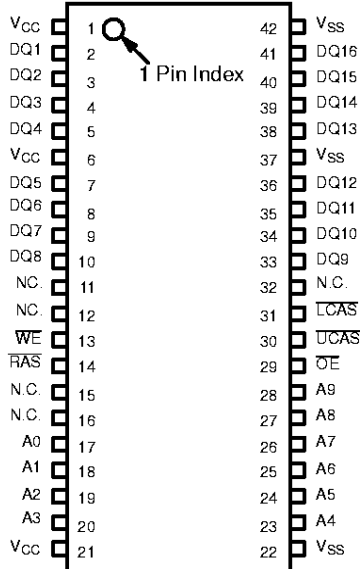 VCC 1 42 VSS
DQ1 2 41 DQ16
1 Pin Index
DQ2 3 40 DQ15
DQ3 4 39 DQ14
DQ4 5 38 DQ13
VCC 6 37 VSS
DQ5 7 36 DQ12
DQ6 8 35 DQ11
DQ7 9 34 DQ10
DQ8 10 33 DQ9
NC. 11 32 N.C.
NC. 12 31 LCAS
WE 13 30 UCAS
RAS 14 29 OE
N.C. 15 28 A9
N.C. 16 27 A8
A0 17 26 A7
A1 18 25 A6
A2 19 24 A5
A3 20 23 A4
VCC 21 22 VSS